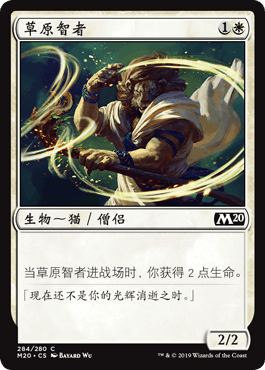 草原智者 1
生物～猫／僧侣 M20
当草原智者进战场时，你获得２点生命。
「现在还不是你的光辉消逝之时。」
2/2
284/280 C
M20 • CS BAYARD WU ™ & © 2019 Wizards of the Coast